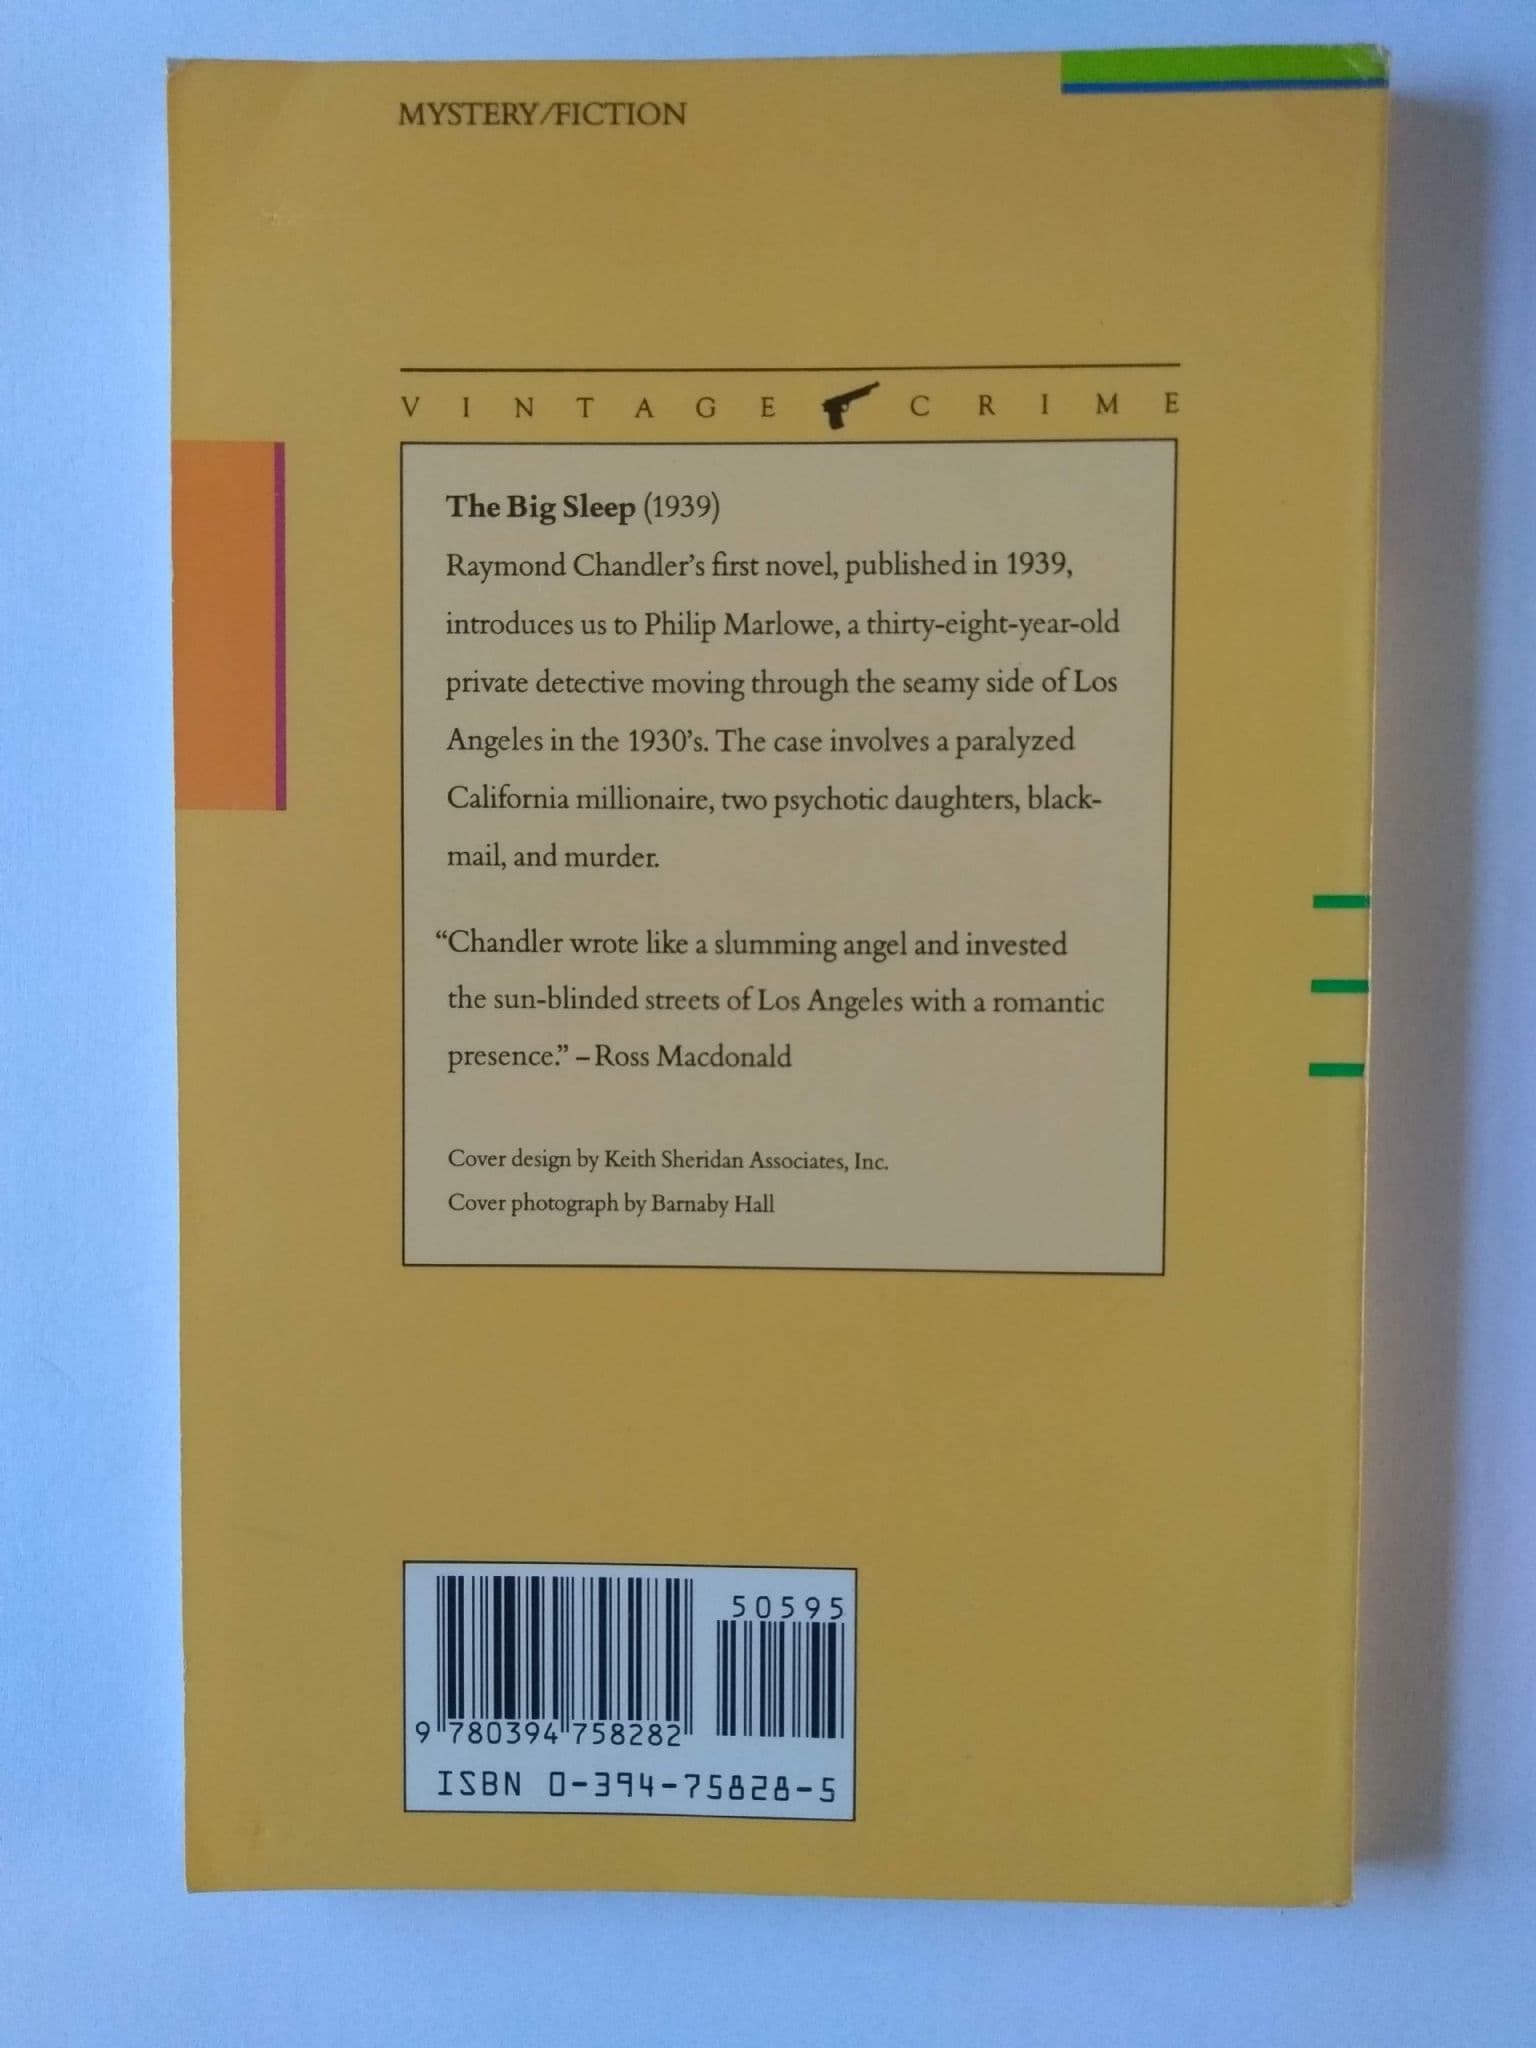 MYSTERY/FICTION
VINTAGE CRIME
The Big Sleep (1939)
Raymond Chandler’s first novel, published in 1939,
introduces us to Philip Marlowe, a thirty-eight-year-old
private detective moving through the seamy side of Los
Angeles in the 1930’s. The case involves a paralyzed
California millionaire, two psychotic daughters, black-
mail, and murder.
“Chandler wrote like a slumming angel and invested
the sun-blinded streets of Los Angeles with a romantic
presence.” – Ross Macdonald
Cover design by Keith Sheridan Associates, Inc.
Cover photograph by Barnaby Hall
50595
9 780394 758282
ISBN 0-394-75828-5